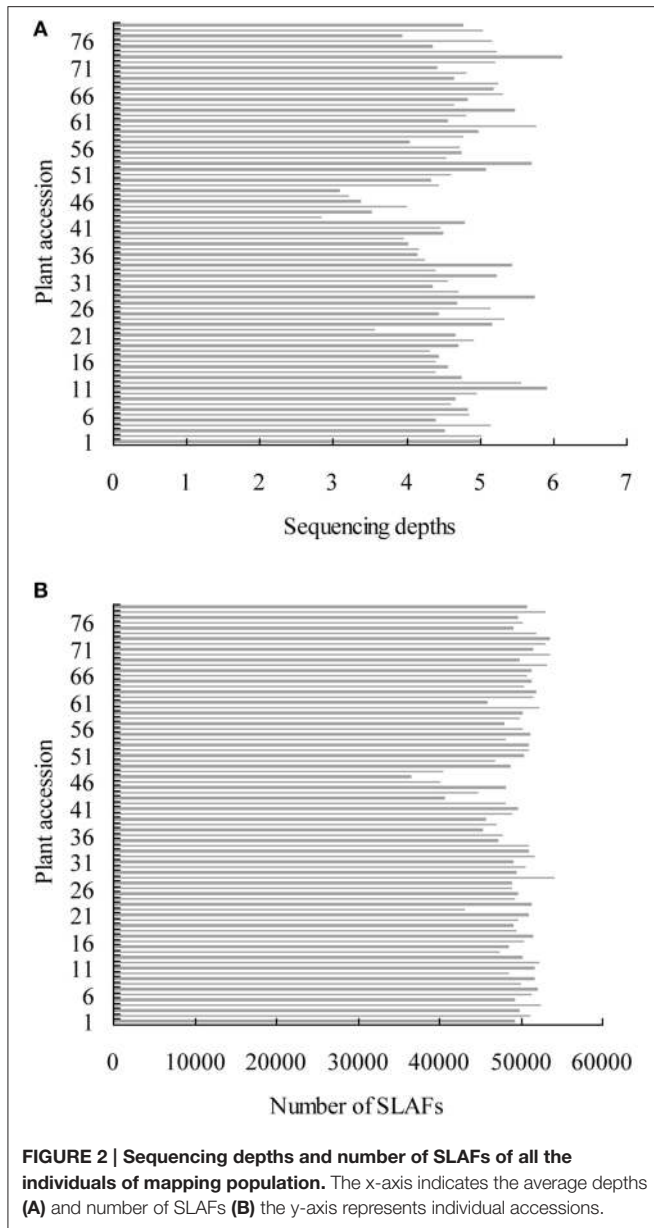 A
76
71
66
61
56
51
46
41
36
31
26
21
16
11
6
1
Plant accession
0 1 2 3 4 5 6 7
Sequencing depths
B
76
71
66
61
56
51
46
41
36
31
26
21
16
11
6
1
Plant accession
0 10000 20000 30000 40000 50000 60000
Number of SLAFs
FIGURE 2 | Sequencing depths and number of SLAFs of all the
individuals of mapping population. The x-axis indicates the average depths
(A) and number of SLAFs (B) the y-axis represents individual accessions.